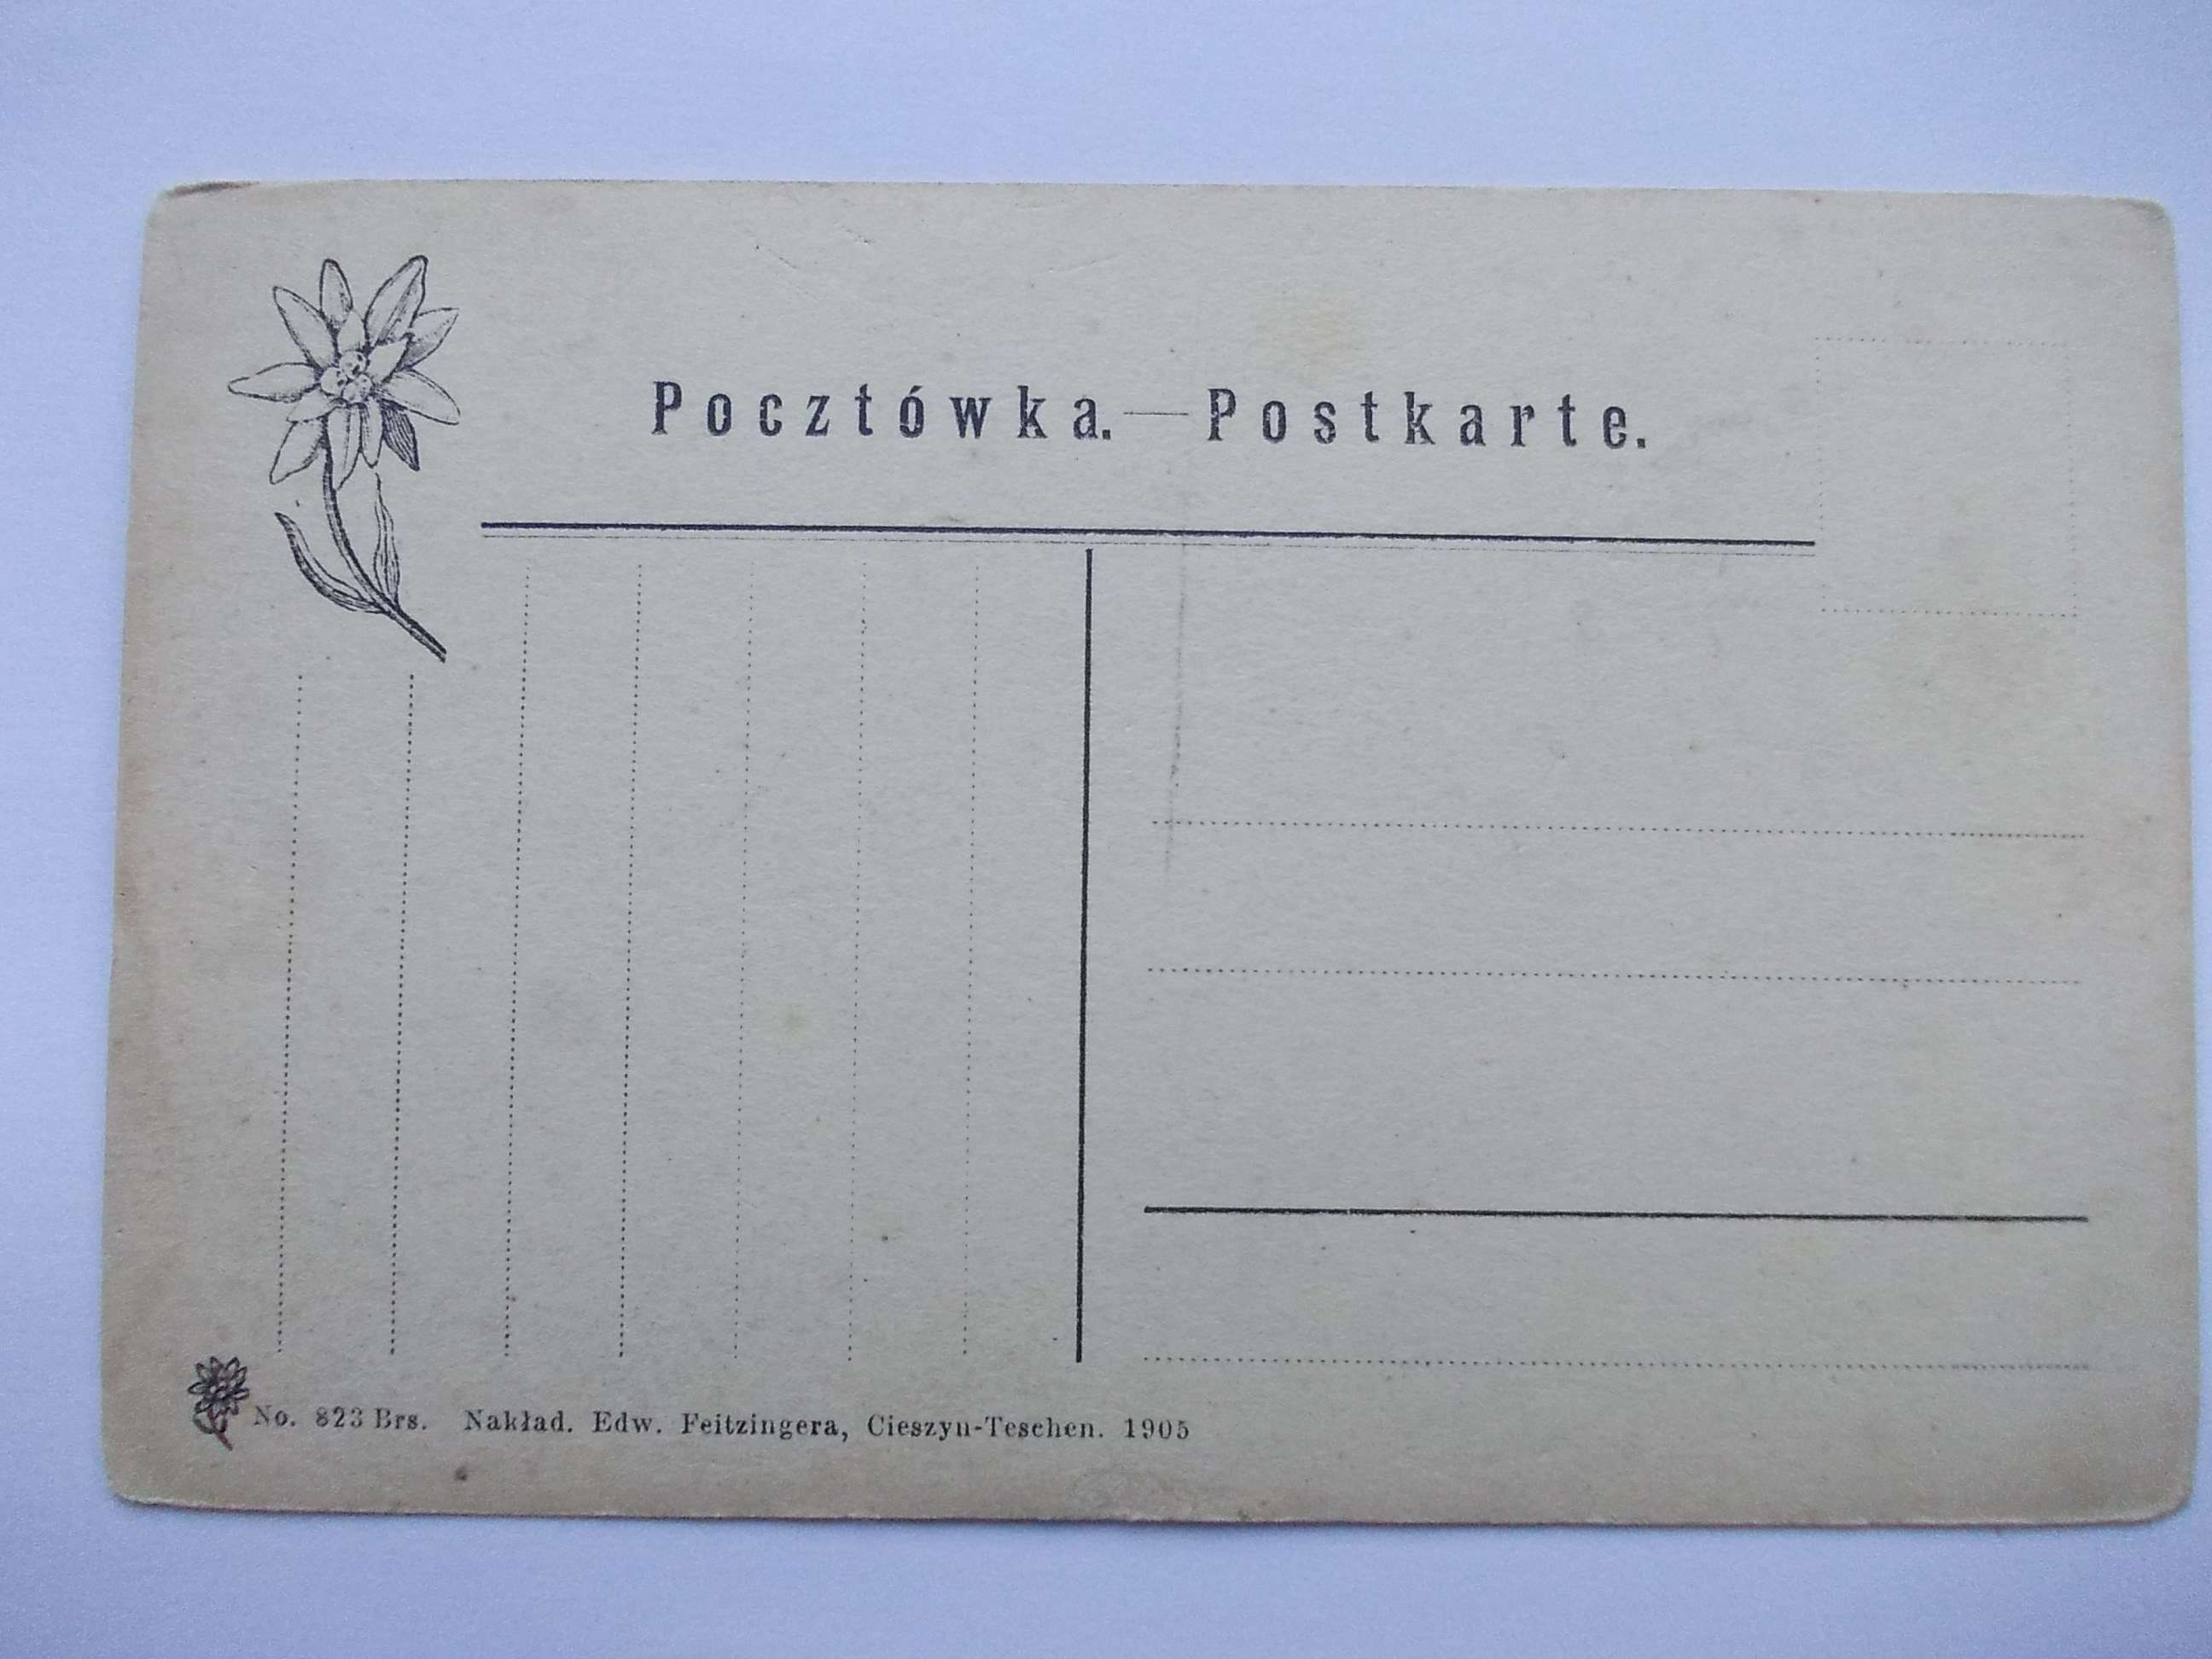 Pocztówka.—Postkarte.
No. 823 Brs. Nakład. Edw. Feitzingera, Cieszyn-Teschen. 1905